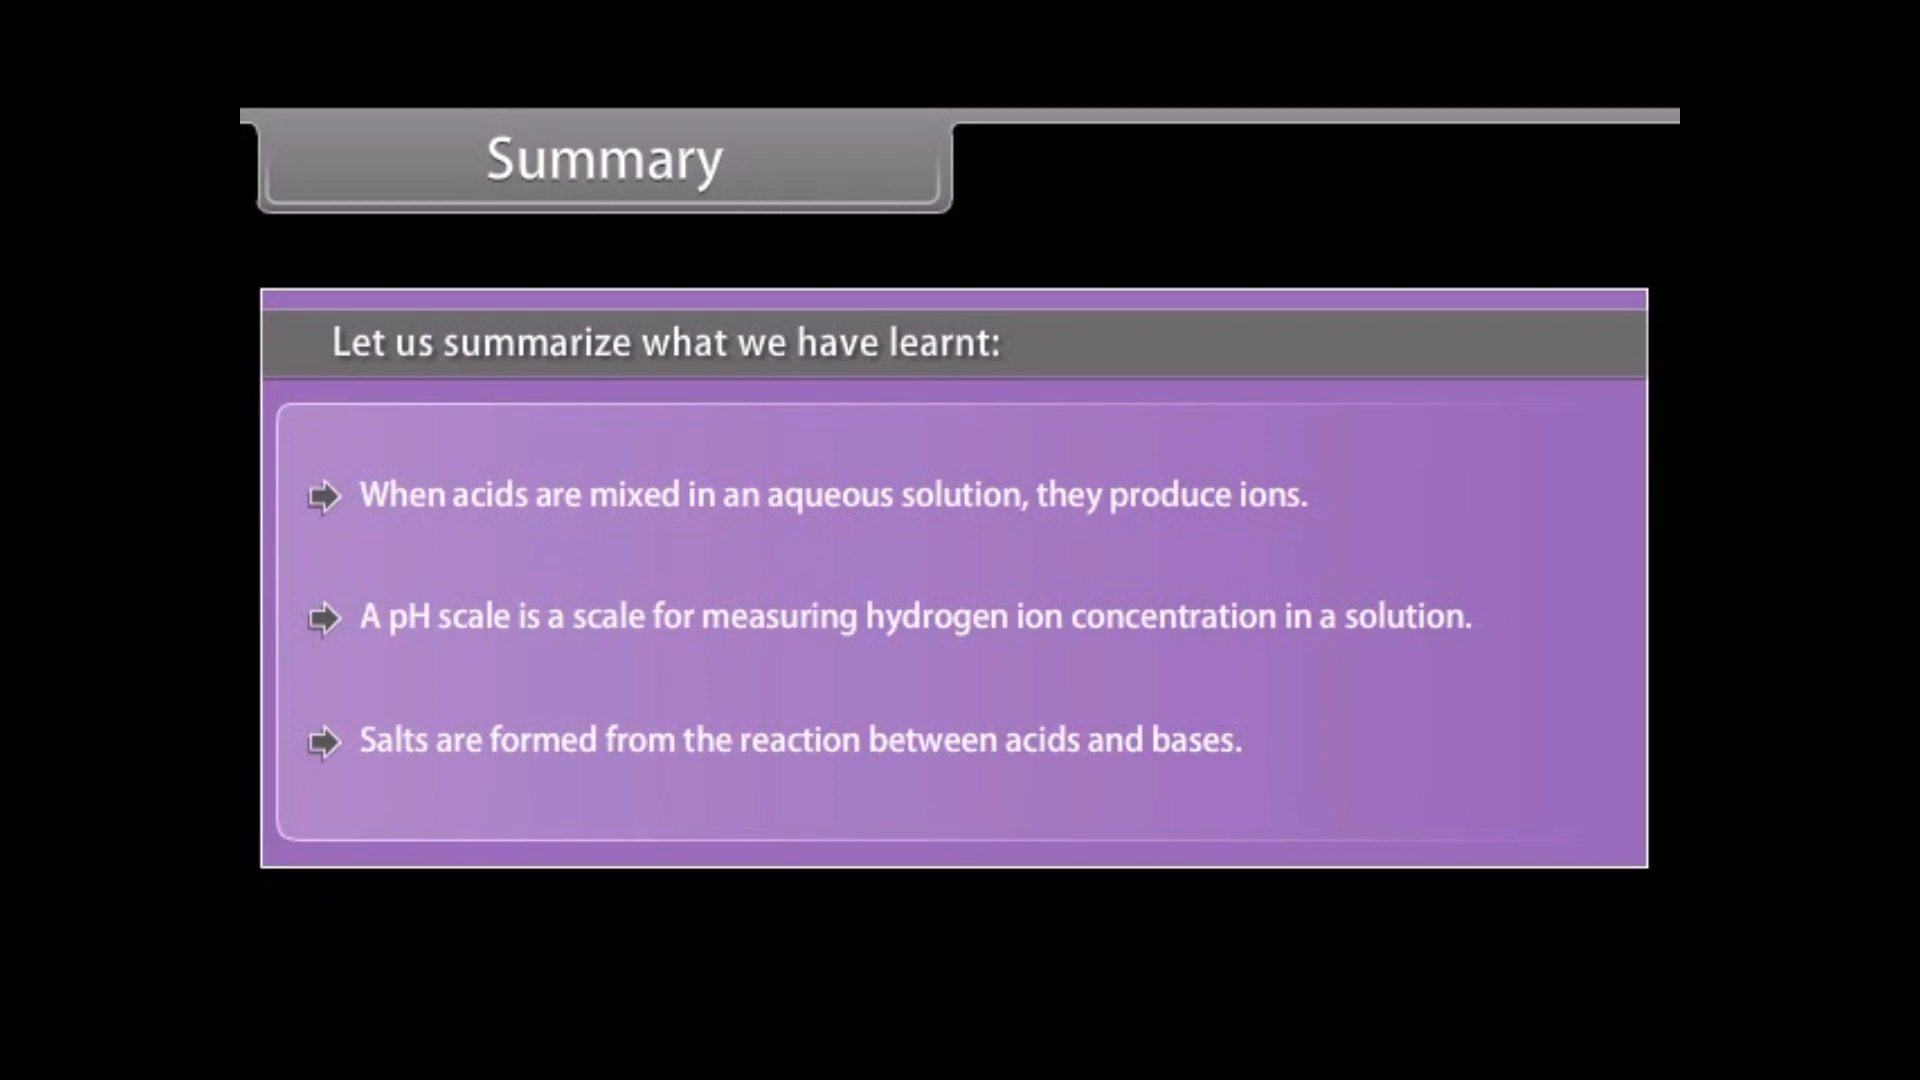 Summary
Let us summarize what we have learnt:
When acids are mixed in an aqueous solution, they produce ions.
A pH scale is a scale for measuring hydrogen ion concentration in a solution.
Salts are formed from the reaction between acids and bases.